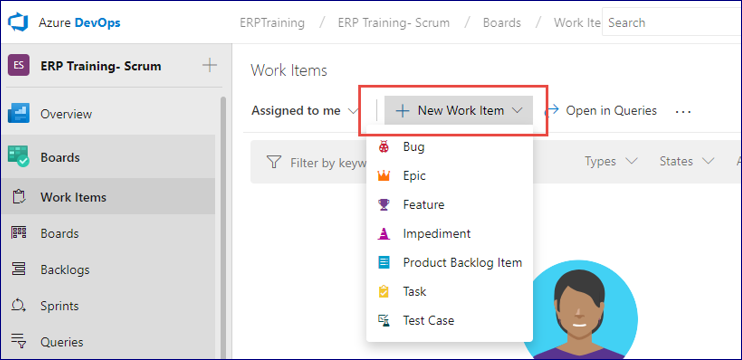 Azure DevOps
ERPTraining / ERP Training- Scrum / Boards / Work Ite
Search
ES ERP Training- Scrum
Overview
Boards
Work Items
Boards
Backlogs
Sprints
Queries
Work Items
Assigned to me
New Work Item
Open in Queries
Filter by keyw
Types
States
Bug
Epic
Feature
Impediment
Product Backlog Item
Task
Test Case